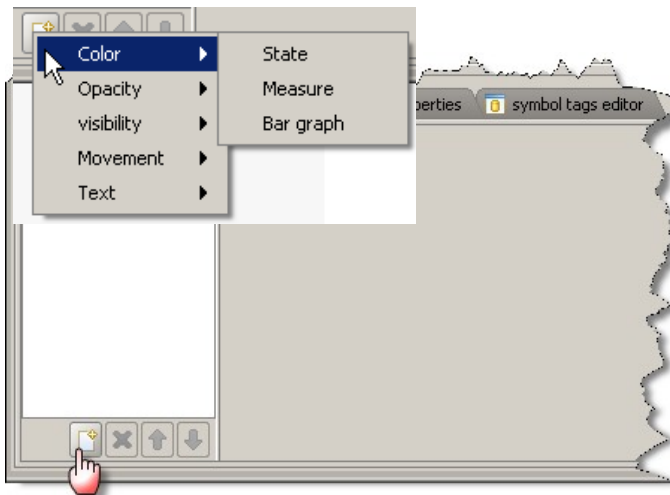 Color
State
Opacity
Measure
visibility
Bar graph
Movement
Text
perties
symbol tags editor